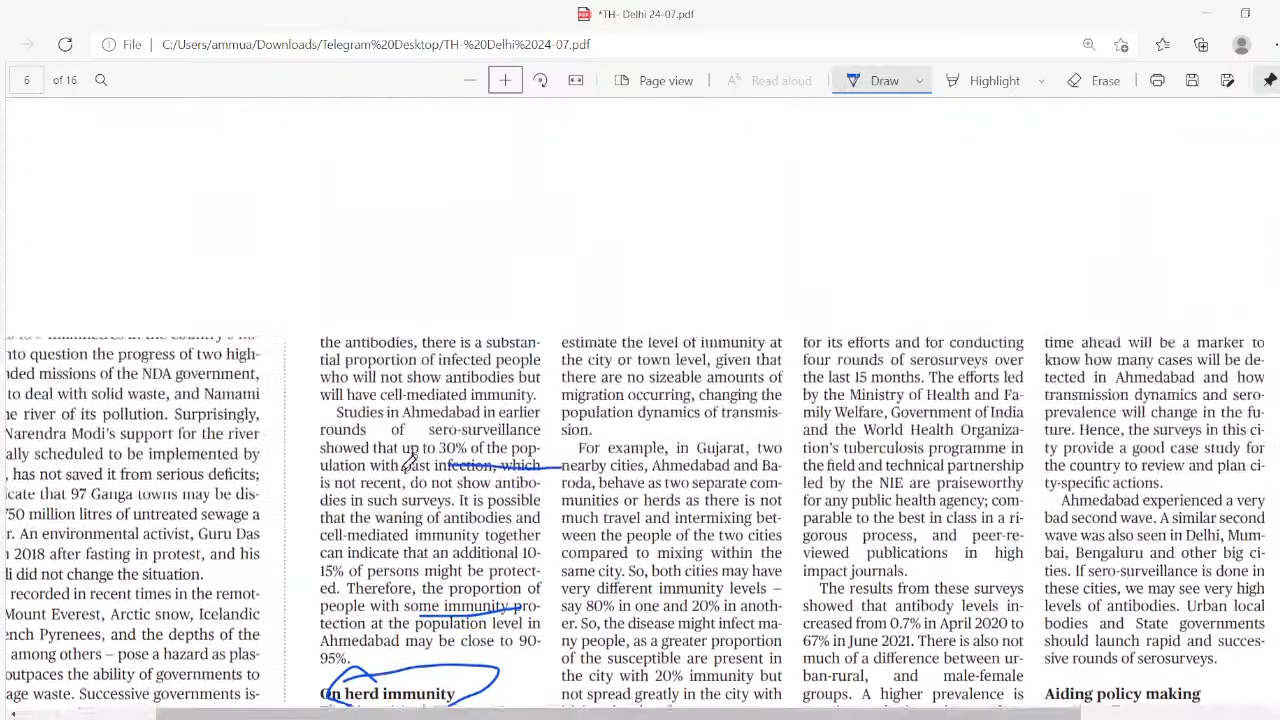 *TH- Delhi 24-07.pdf
File
C:/Users/ammua/Downloads/Telegram%20Desktop/TH-%20Delhi%2024-07.pdf
6 of 16
Page view
Read aloud
Draw
Highlight
Erase
nto question the progress of two high-
nded missions of the NDA government,
to deal with solid waste, and Namami
e river of its pollution. Surprisingly,
Narendra Modi's support for the river
ally scheduled to be implemented by
, has not saved it from serious deficits;
cate that 97 Ganga towns may be dis-
750 million litres of untreated sewage a
r. An environmental activist, Guru Das
2018 after fasting in protest, and his
li did not change the situation.
recorded in recent times in the remot-
Mount Everest, Arctic snow, Icelandic
ench Pyrenees, and the depths of the
among others – pose a hazard as plas-
outpaces the ability of governments to
age waste. Successive governments is-
the antibodies, there is a substan-
tial proportion of infected people
who will not show antibodies but
will have cell-mediated immunity.
Studies in Ahmedabad in earlier
rounds of sero-surveillance
showed that up to 30% of the pop-
ulation with past infection, which
is not recent, do not show antibo-
dies in such surveys. It is possible
that the waning of antibodies and
cell-mediated immunity together
can indicate that an additional 10-
15% of persons might be protect-
ed. Therefore, the proportion of
people with some immunity pro-
tection at the population level in
Ahmedabad may be close to 90-
95%.
On herd immunity
estimate the level of immunity at
the city or town level, given that
there are no sizeable amounts of
migration occurring, changing the
population dynamics of transmis-
sion.
For example, in Gujarat, two
nearby cities, Ahmedabad and Ba-
roda, behave as two separate com-
munities or herds as there is not
much travel and intermixing bet-
ween the people of the two cities
compared to mixing within the
same city. So, both cities may have
very different immunity levels –
say 80% in one and 20% in anoth-
er. So, the disease might infect ma-
ny people, as a greater proportion
of the susceptible are present in
the city with 20% immunity but
not spread greatly in the city with
for its efforts and for conducting
four rounds of serosurveys over
the last 15 months. The efforts led
by the Ministry of Health and Fa-
mily Welfare, Government of India
and the World Health Organiza-
tion's tuberculosis programme in
the field and technical partnership
led by the NIE are praiseworthy
for any public health agency; com-
parable to the best in class in a ri-
gorous process, and peer-re-
viewed publications in high
impact journals.
The results from these surveys
showed that antibody levels in-
creased from 0.7% in April 2020 to
67% in June 2021. There is also not
much of a difference between ur-
ban-rural, and male-female
groups. A higher prevalence is
time ahead will be a marker to
know how many cases will be de-
tected in Ahmedabad and how
transmission dynamics and sero-
prevalence will change in the fu-
ture. Hence, the surveys in this ci-
ty provide a good case study for
the country to review and plan ci-
ty-specific actions.
Ahmedabad experienced a very
bad second wave. A similar second
wave was also seen in Delhi, Mum-
bai, Bengaluru and other big ci-
ties. If sero-surveillance is done in
these cities, we may see very high
levels of antibodies. Urban local
bodies and State governments
should launch rapid and succes-
sive rounds of serosurveys.
Aiding policy making